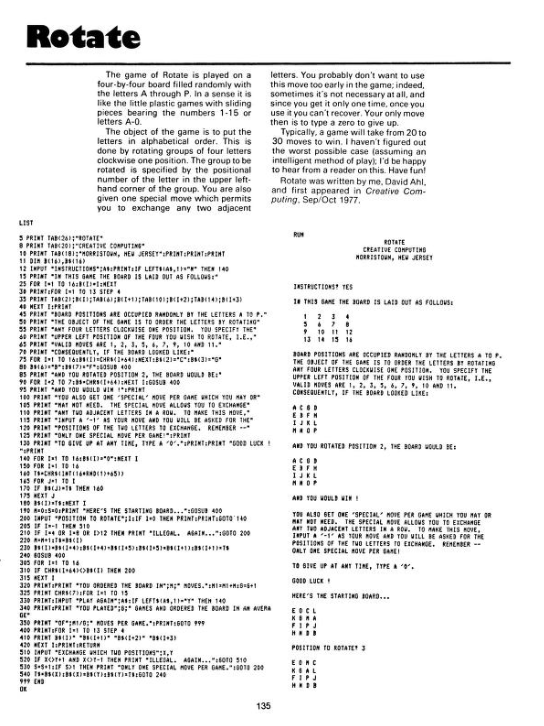 Rotate
The game of Rotate is played on a
four-by-four board filled randomly with
the letters A through P. In a sense it is
like the little plastic games with sliding
pieces bearing the numbers 1-15 or
letters A-O.
The object of the game is to put the
letters in alphabetical order. This is
done by rotating groups of four letters
clockwise one position. The group to be
rotated is specified by the positional
number of the letter in the upper left-
hand corner of the group. You are also
given one special move which permits
you to exchange any two adjacent
letters. You probably don't want to use
this move too early in the game; indeed,
sometimes it's not necessary at all, and
since you get it only one time, once you
use it you can't recover. Your only move
then is to type a zero to give up.
Typically, a game will take from 20 to
30 moves to win. I haven't figured out
the worst possible case (assuming an
intelligent method of play); I'd be happy
to hear from a reader on this. Have fun!
Rotate was written by me, David Ahl,
and first appeared in Creative Com-
puting, Sep/Oct 1977.
LIST
5 PRINT TAB(26);"ROTATE"
8 PRINT TAB(20);"CREATIVE COMPUTING"
10 PRINT TAB(18);"MORRISTOWN, NEW JERSEY":PRINT:PRINT:PRINT
11 DIM B(16),B$(16)
12 INPUT "INSTRUCTIONS";A$:PRINT:IF LEFT$(A$,1)="N" THEN 140
15 PRINT "IN THIS GAME THE BOARD IS LAID OUT AS FOLLOWS:"
25 FOR I=1 TO 16:B(I)=I:NEXT
30 PRINT:FOR I=1 TO 13 STEP 4
35 PRINT TAB(2);B(I);TAB(6);B(I+1);TAB(10);B(I+2);TAB(14);B(I+3)
40 NEXT I:PRINT
45 PRINT "BOARD POSITIONS ARE OCCUPIED RANDOMLY BY THE LETTERS A TO P."
50 PRINT "THE OBJECT OF THE GAME IS TO ORDER THE LETTERS BY ROTATING"
55 PRINT "ANY FOUR LETTERS CLOCKWISE ONE POSITION. YOU SPECIFY THE"
60 PRINT "UPPER LEFT POSITION OF THE FOUR YOU WISH TO ROTATE, I.E.,"
65 PRINT "VALID MOVES ARE 1, 2, 3, 5, 6, 7, 9, 10 AND 11."
70 PRINT "CONSEQUENTLY, IF THE BOARD LOOKED LIKE:"
75 FOR I=1 TO 16:B$(I)=CHR$(I+64):NEXT:B$(2)="C":B$(3)="G"
80 B$(6)="B":B$(7)="F":GOSUB 400
85 PRINT "AND YOU ROTATED POSITION 2, THE BOARD WOULD BE:"
90 FOR I=2 TO 7:B$=CHR$(I+64):NEXT I:GOSUB 400
95 PRINT "AND YOU WOULD WIN !":PRINT
100 PRINT "YOU ALSO GET ONE 'SPECIAL' MOVE PER GAME WHICH YOU MAY OR"
105 PRINT "MAY NOT NEED. THE SPECIAL MOVE ALLOWS YOU TO EXCHANGE"
110 PRINT "ANY TWO ADJACENT LETTERS IN A ROW. TO MAKE THIS MOVE,"
115 PRINT "INPUT A '-1' AS YOUR MOVE AND YOU WILL BE ASKED FOR THE"
120 PRINT "POSITIONS OF THE TWO LETTERS TO EXCHANGE. REMEMBER --"
125 PRINT "ONLY ONE SPECIAL MOVE PER GAME!":PRINT
130 PRINT "TO GIVE UP AT ANY TIME, TYPE A '0'.":PRINT:PRINT "GOOD LUCK !
":PRINT
140 FOR I=1 TO 16:B$(I)="0":NEXT I
150 FOR I=1 TO 16
160 T$=CHR$(INT(16*RND(1)+65))
165 FOR J=1 TO I
170 IF B$(J)=T$ THEN 160
175 NEXT J
180 B$(I)=T$:NEXT I
190 M=0:S=0:PRINT "HERE'S THE STARTING BOARD...":GOSUB 400
200 INPUT "POSITION TO ROTATE";I:IF I=0 THEN PRINT:PRINT:GOTO 140
205 IF I=-1 THEN 510
210 IF I=4 OR I=8 OR I>12 THEN PRINT "ILLEGAL. AGAIN...":GOTO 200
220 M=M+1:T$=B$(I)
230 B$(I)=B$(I+4):B$(I+4)=B$(I+5):B$(I+5)=B$(I+1):B$(I+1)=T$
240 GOSUB 400
305 FOR I=1 TO 16
310 IF CHR$(I+64)<>B$(I) THEN 200
315 NEXT I
320 PRINT:PRINT "YOU ORDERED THE BOARD IN";M;" MOVES.":M1=M1+M:G=G+1
325 PRINT CHR$(7):FOR I=1 TO 15
330 PRINT:INPUT "PLAY AGAIN";A$:IF LEFT$(A$,1)="Y" THEN 140
340 PRINT:PRINT "YOU PLAYED";G;" GAMES AND ORDERED THE BOARD IN AN AVERA
GE"
350 PRINT "OF";M1/G;" MOVES PER GAME.":PRINT:GOTO 999
400 PRINT:FOR I=1 TO 13 STEP 4
410 PRINT B$(I)" "B$(I+1)" "B$(I+2)" "B$(I+3)
420 NEXT I:PRINT:RETURN
510 INPUT "EXCHANGE WHICH TWO POSITIONS";X,Y
520 IF X<>Y+1 AND X<>Y-1 THEN PRINT "ILLEGAL. AGAIN...":GOTO 510
530 S=S+1:IF S>1 THEN PRINT "ONLY ONE SPECIAL MOVE PER GAME.":GOTO 200
540 T$=B$(X):B$(X)=B$(Y):B$(Y)=T$:GOTO 240
999 END
OK
RUN
ROTATE
CREATIVE COMPUTING
MORRISTOWN, NEW JERSEY
INSTRUCTIONS? YES
IN THIS GAME THE BOARD IS LAID OUT AS FOLLOWS:
1 2 3 4
5 6 7 8
9 10 11 12
13 14 15 16
BOARD POSITIONS ARE OCCUPIED RANDOMLY BY THE LETTERS A TO P.
THE OBJECT OF THE GAME IS TO ORDER THE LETTERS BY ROTATING
ANY FOUR LETTERS CLOCKWISE ONE POSITION. YOU SPECIFY THE
UPPER LEFT POSITION OF THE FOUR YOU WISH TO ROTATE, I.E.,
VALID MOVES ARE 1, 2, 3, 5, 6, 7, 9, 10 AND 11.
CONSEQUENTLY, IF THE BOARD LOOKED LIKE:
A C G D
E B F H
I J K L
M N O P
AND YOU ROTATED POSITION 2, THE BOARD WOULD BE:
A C G D
E B F H
I J K L
M N O P
AND YOU WOULD WIN !
YOU ALSO GET ONE 'SPECIAL' MOVE PER GAME WHICH YOU MAY OR
MAY NOT NEED. THE SPECIAL MOVE ALLOWS YOU TO EXCHANGE
ANY TWO ADJACENT LETTERS IN A ROW. TO MAKE THIS MOVE,
INPUT A '-1' AS YOUR MOVE AND YOU WILL BE ASKED FOR THE
POSITIONS OF THE TWO LETTERS TO EXCHANGE. REMEMBER --
ONLY ONE SPECIAL MOVE PER GAME!
TO GIVE UP AT ANY TIME, TYPE A '0'.
GOOD LUCK !
HERE'S THE STARTING BOARD...
E O C L
K G M A
F I P J
H N D B
POSITION TO ROTATE? 3
E O M C
K G A L
F I P J
H N D B
135